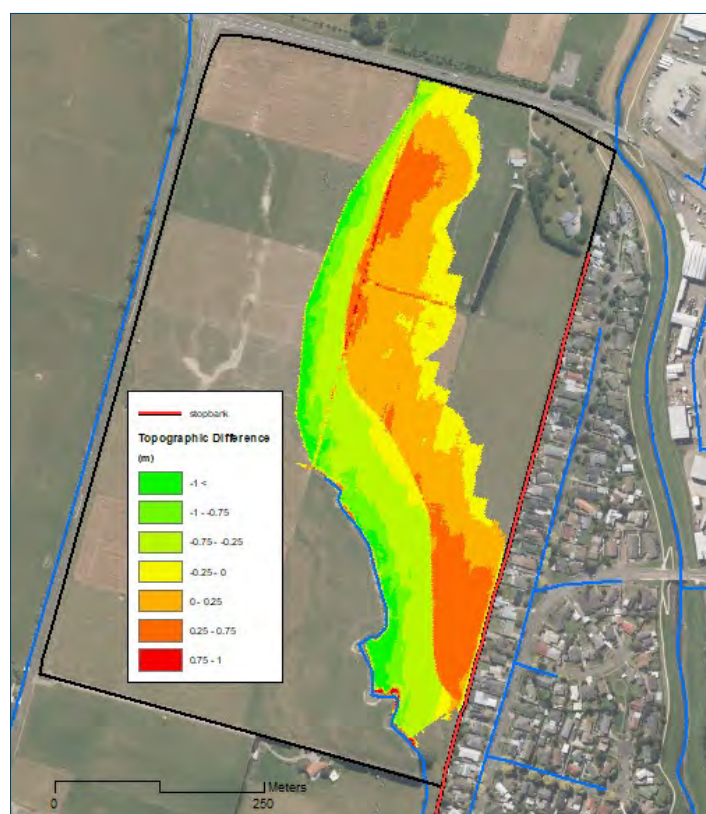 stopbank
Topographic Difference
(m)
-1 <
-1 - -0.75
-0.75 - -0.25
-0.25 - 0
0 - 0.25
0.25 - 0.75
0.75 - 1
Meters
0
250